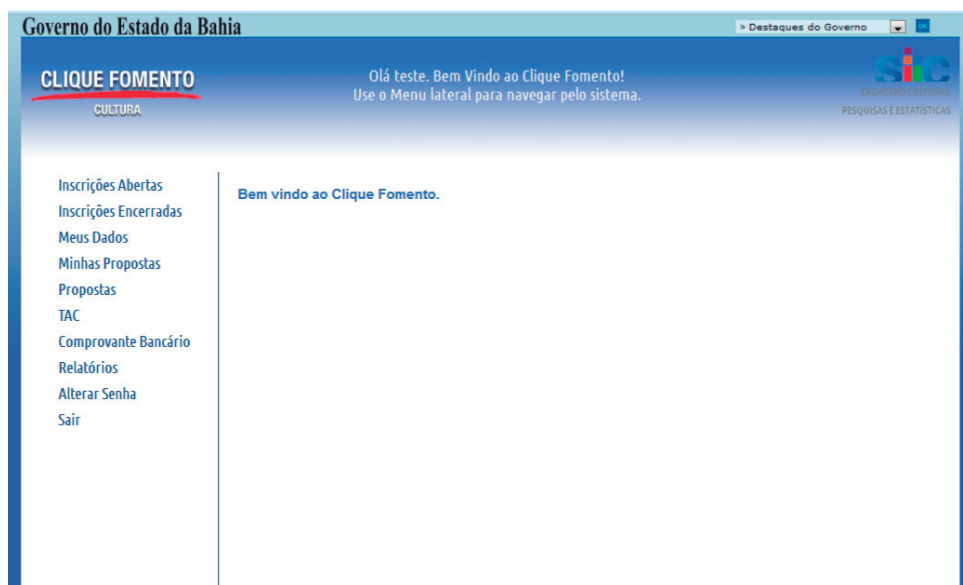 Governo do Estado da Bahia
» Destaques do Governo
OK
CLIQUE FOMENTO
CULTURA
Olá teste. Bem Vindo ao Clique Fomento!
Use o Menu lateral para navegar pelo sistema.
SIIC
CADASTRO CULTURAL
PESQUISAS E ESTATÍSTICAS
Inscrições Abertas
Inscrições Encerradas
Meus Dados
Minhas Propostas
Propostas
TAC
Comprovante Bancário
Relatórios
Alterar Senha
Sair
Bem vindo ao Clique Fomento.